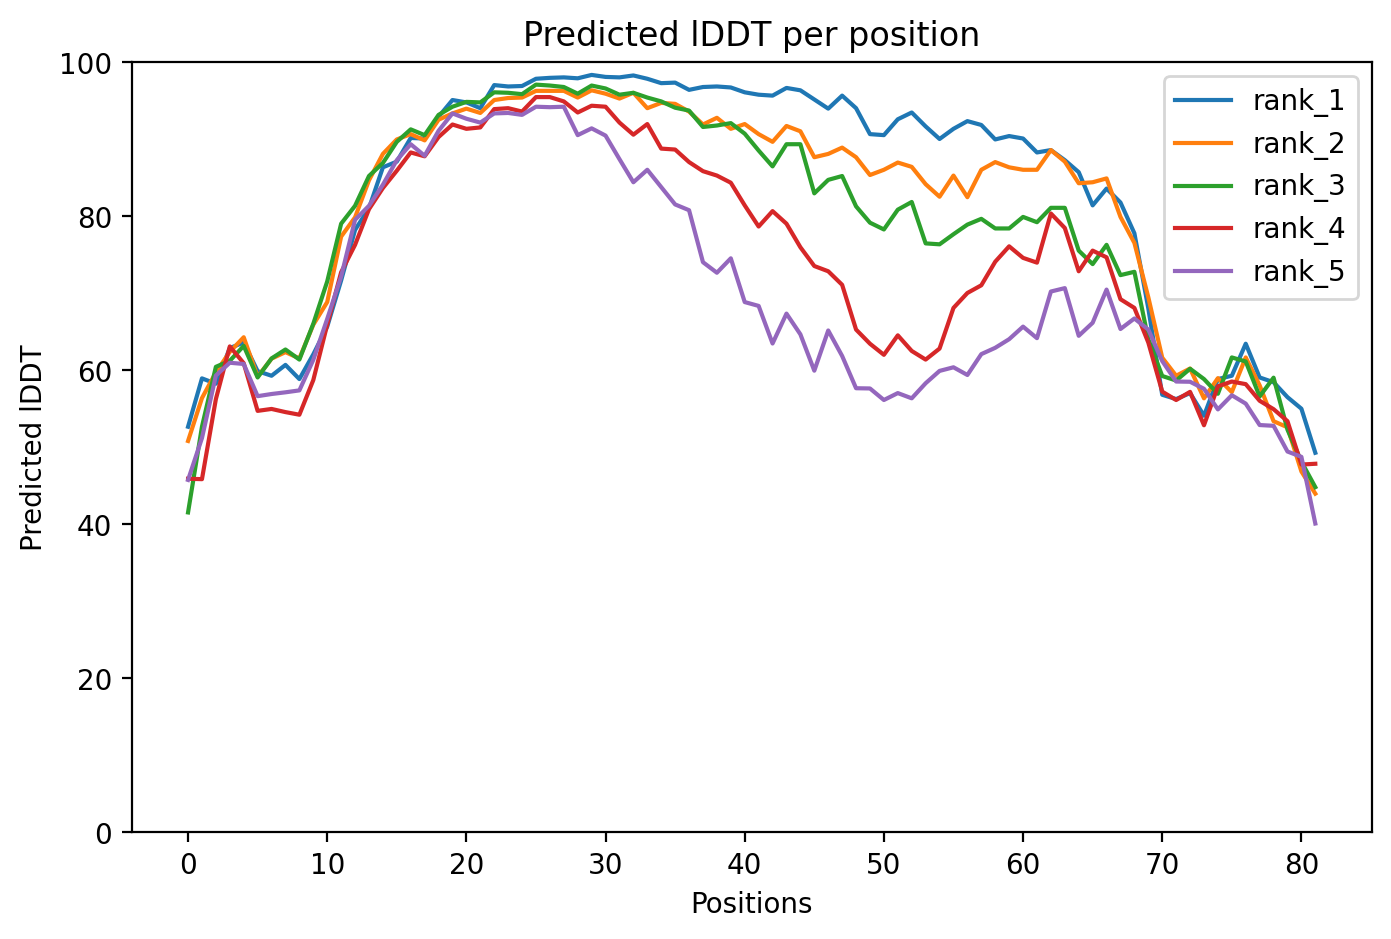 Predicted lDDT per position
100
80
60
40
20
0
Predicted lDDT
0 10 20 30 40 50 60 70 80
Positions
rank_1
rank_2
rank_3
rank_4
rank_5